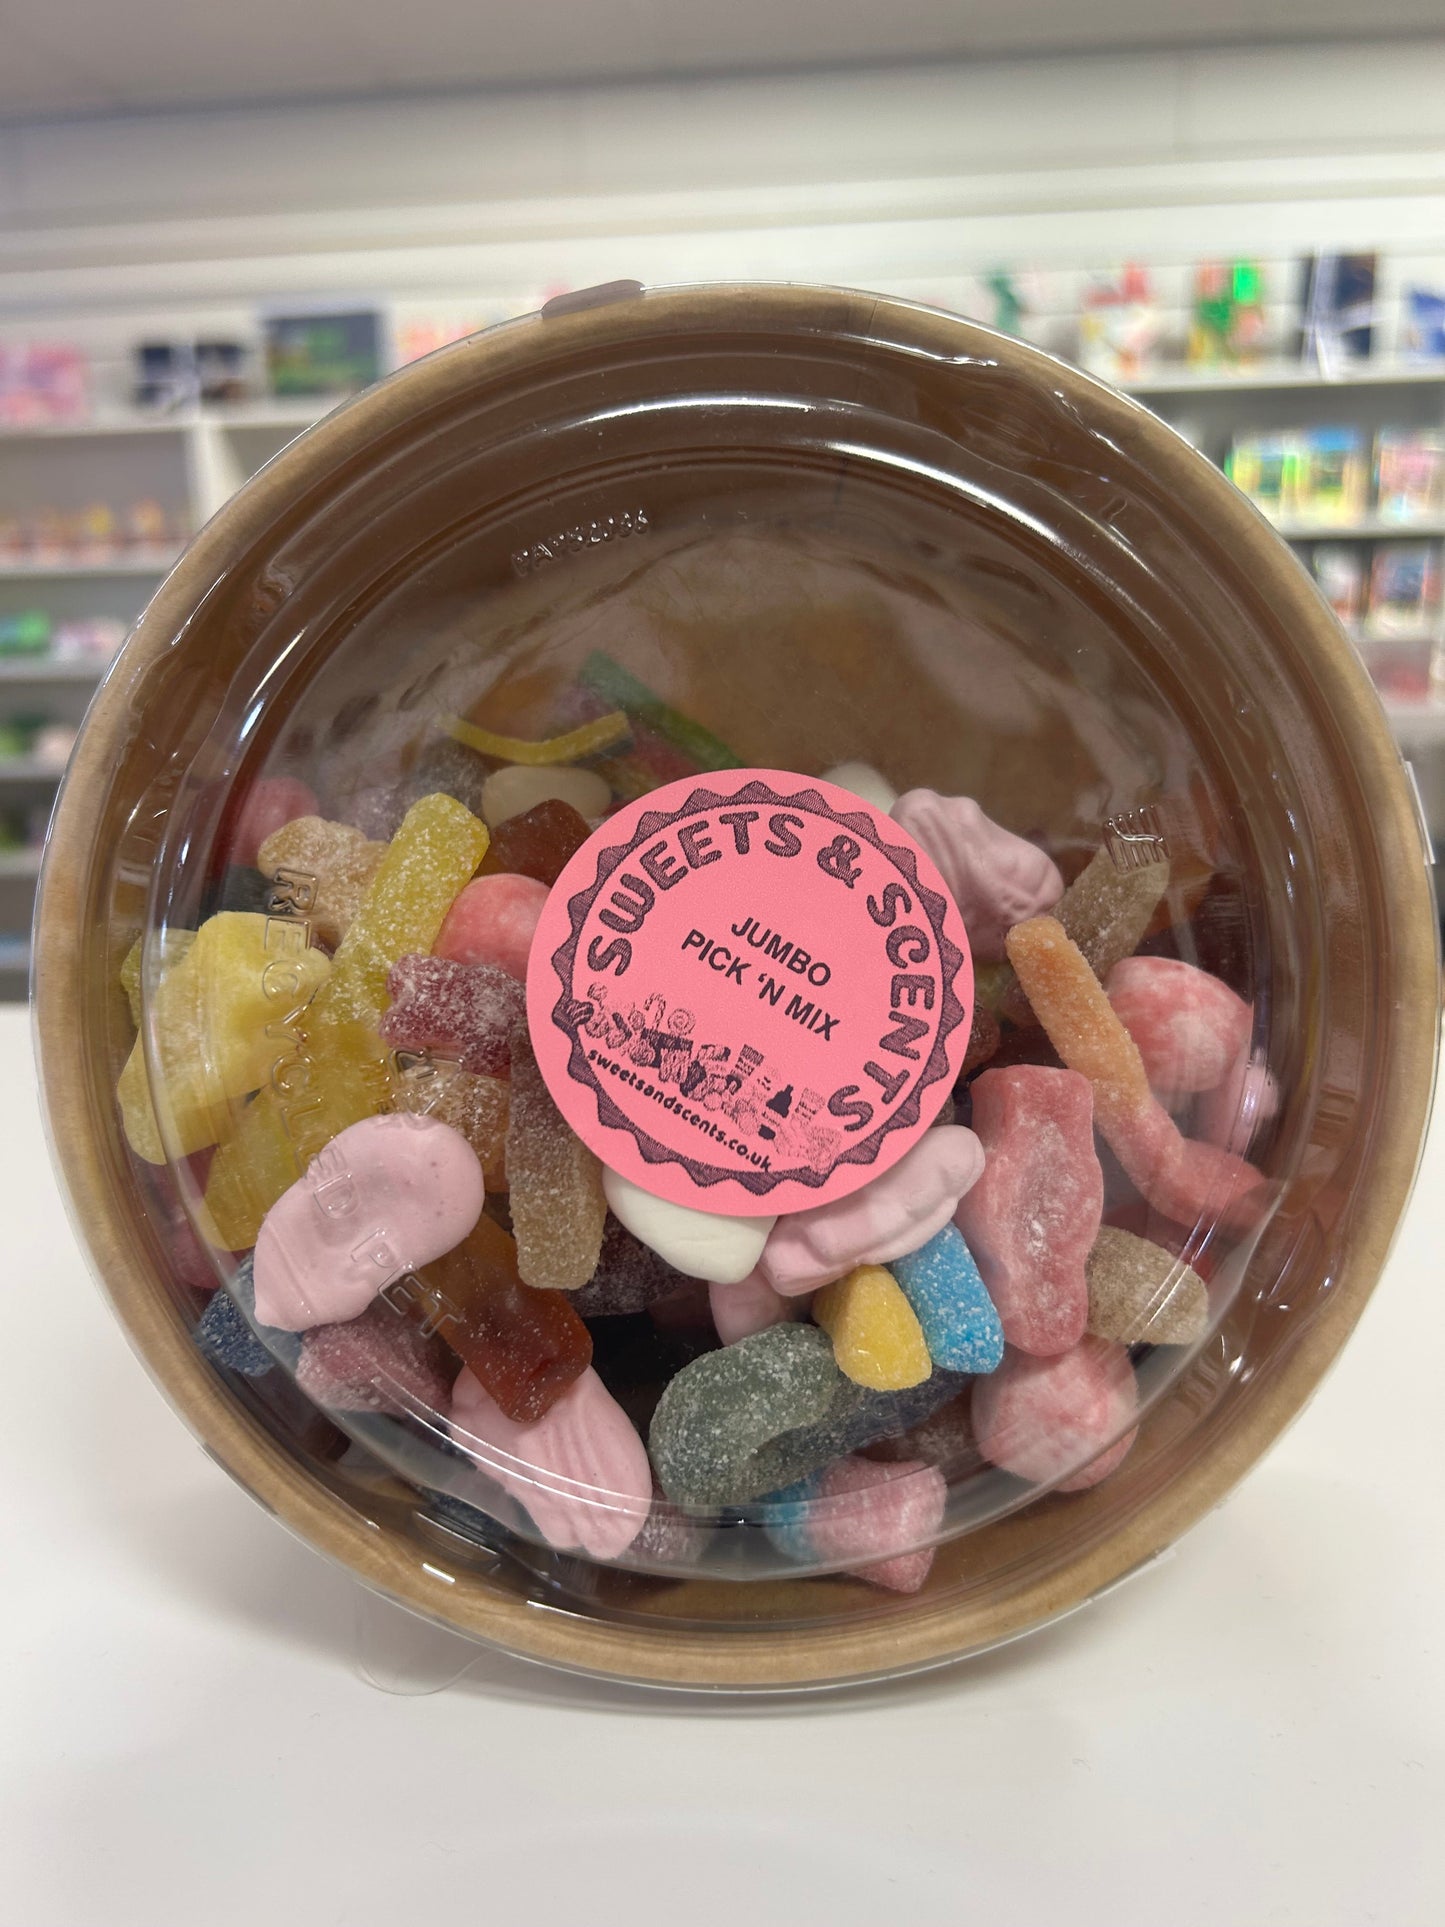 SWEETS & SCENTS
JUMBO
PICK 'N MIX
sweetsandscents.co.uk
RECYCLED PET